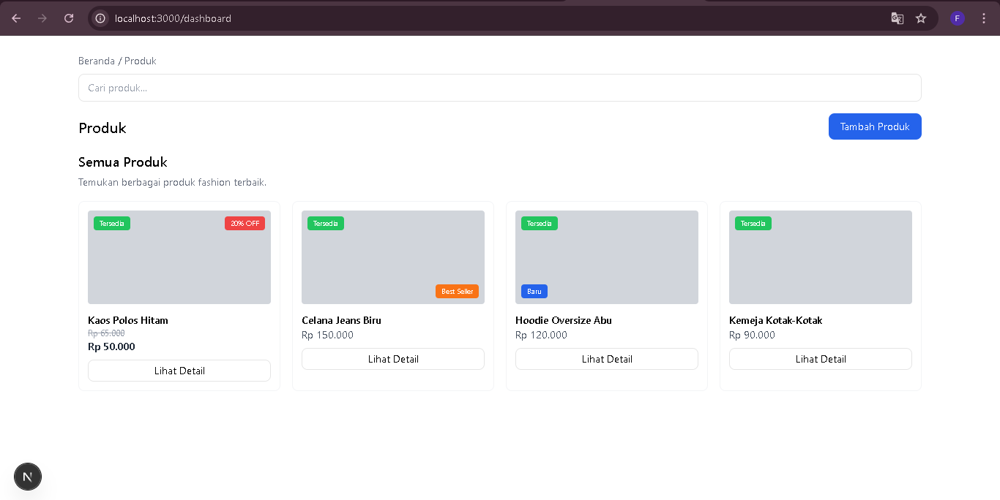 localhost:3000/dashboard
F
Beranda / Produk
Cari produk...
Produk
Tambah Produk
Semua Produk
Temukan berbagai produk fashion terbaik.
Tersedia
20% OFF
Kaos Polos Hitam
Rp 65.000
Rp 50.000
Lihat Detail
Tersedia
Best Seller
Celana Jeans Biru
Rp 150.000
Lihat Detail
Tersedia
Baru
Hoodie Oversize Abu
Rp 120.000
Lihat Detail
Tersedia
Kemeja Kotak-Kotak
Rp 90.000
Lihat Detail
N